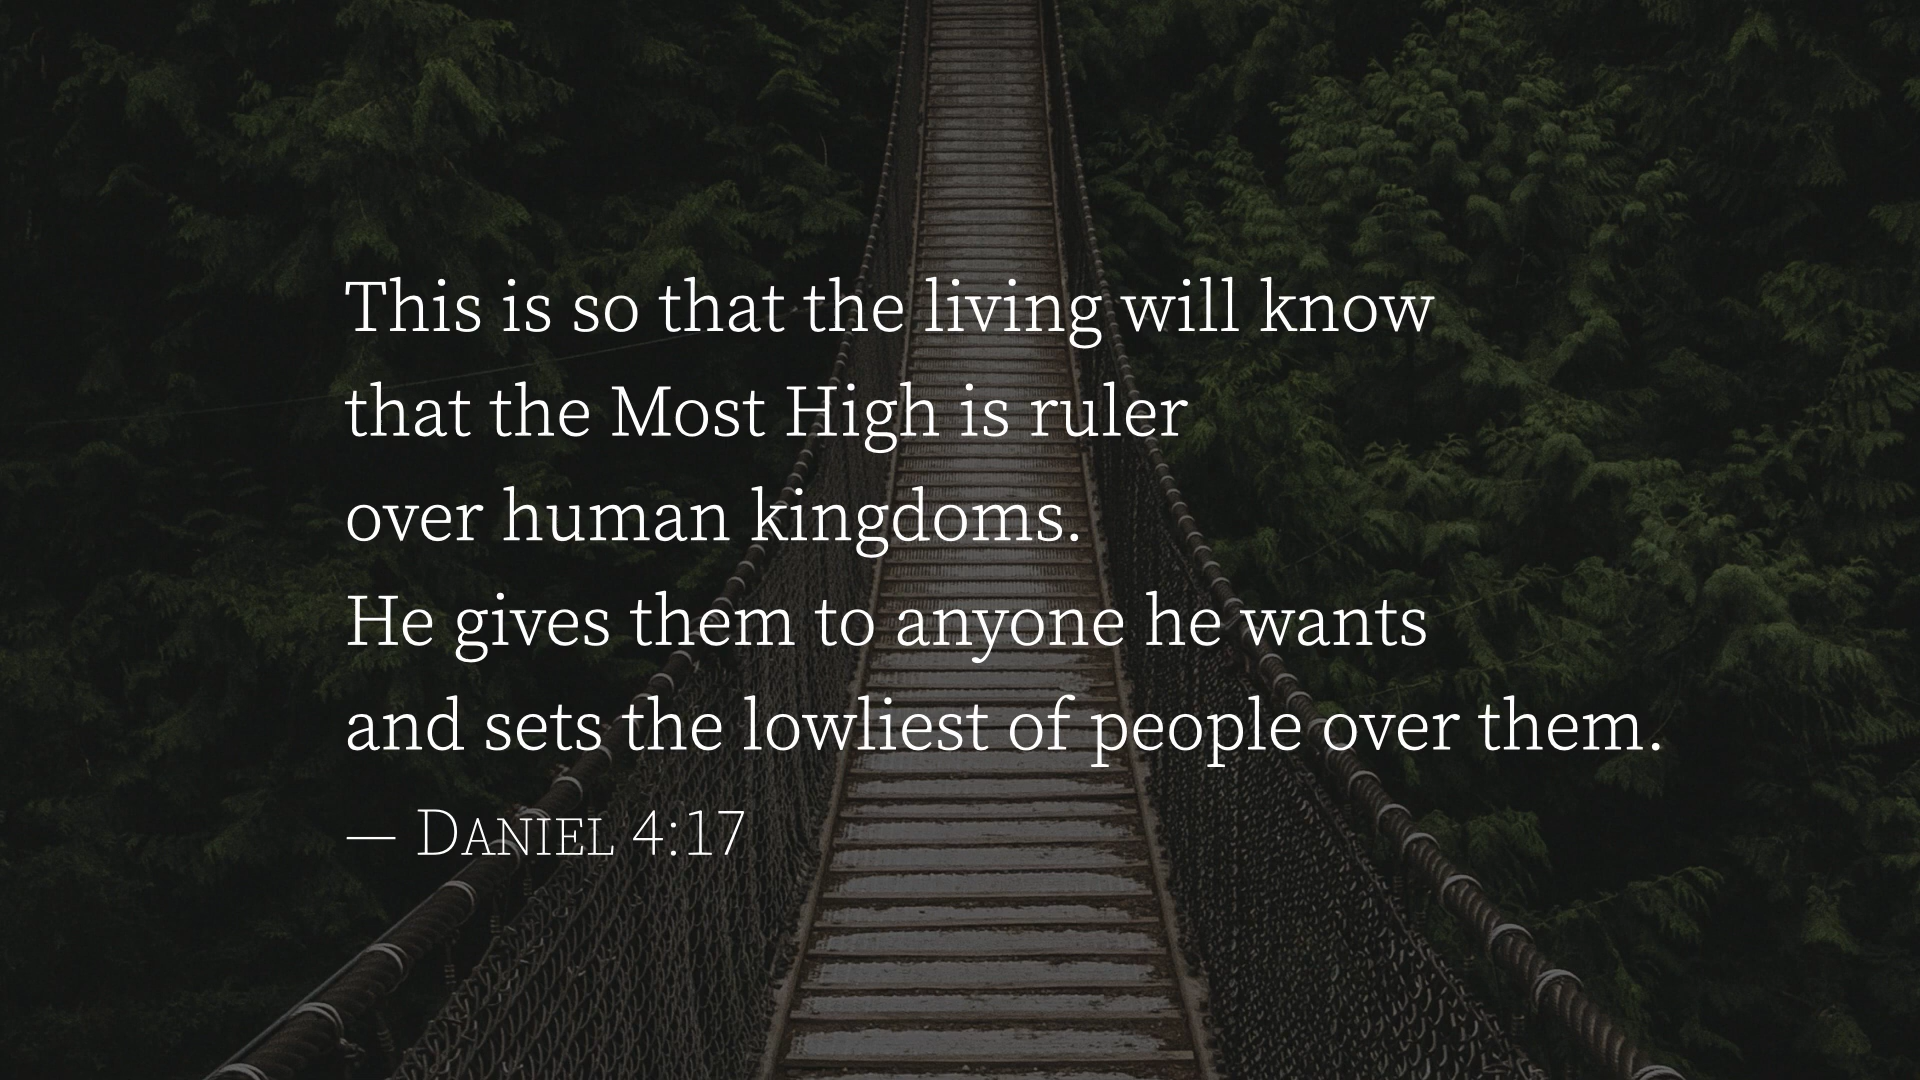 This is so that the living will know
that the Most High is ruler
over human kingdoms.
He gives them to anyone he wants
and sets the lowliest of people over them.
— Daniel 4:17